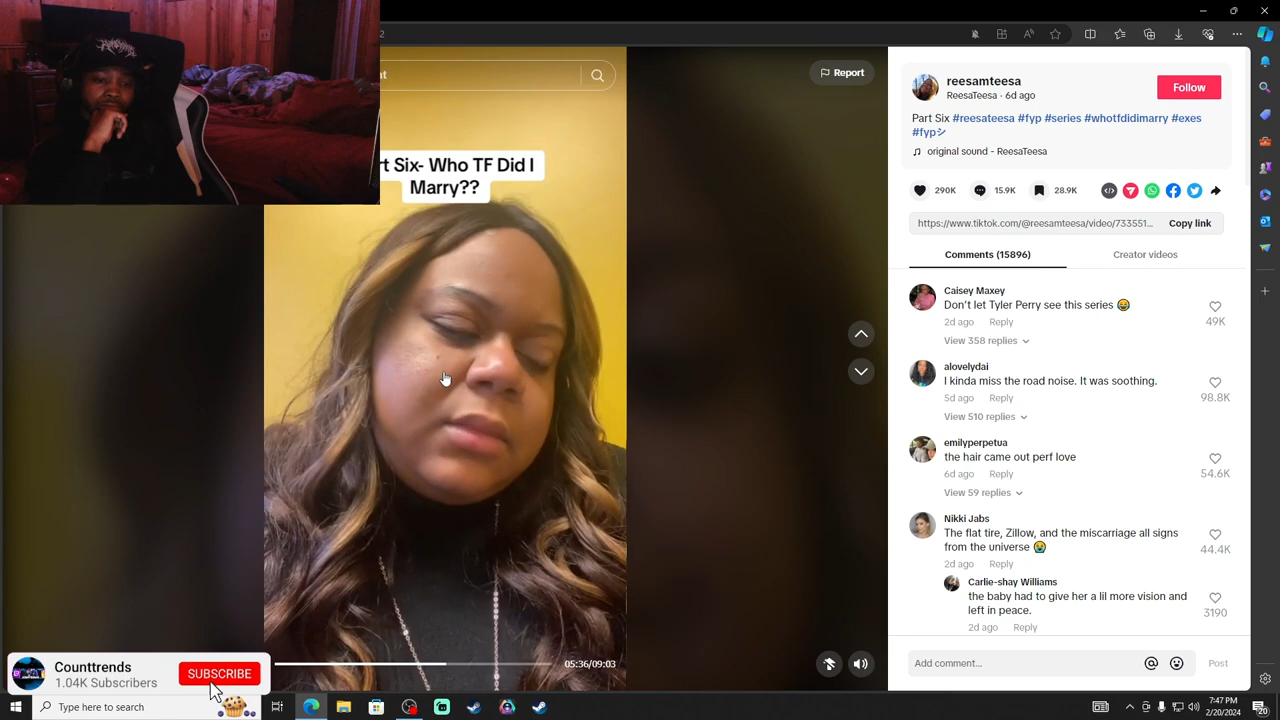 2
nt
Report
rt Six- Who TF Did I
Marry??
05:36/09:03
reesamteesa
ReesaTeesa · 6d ago
Follow
Part Six #reesateesa #fyp #series #whotfdidimarry #exes
#fypシ
original sound - ReesaTeesa
290K
15.9K
28.9K
https://www.tiktok.com/@reesamteesa/video/733551...
Copy link
Comments (15896)
Creator videos
Caisey Maxey
Don't let Tyler Perry see this series 😂
2d ago Reply
49K
View 358 replies
alovelydai
I kinda miss the road noise. It was soothing.
5d ago Reply
98.8K
View 510 replies
emilyperpetua
the hair came out perf love
6d ago Reply
54.6K
View 59 replies
Nikki Jabs
The flat tire, Zillow, and the miscarriage all signs
from the universe 😭
2d ago Reply
44.4K
Carlie-shay Williams
the baby had to give her a lil more vision and
left in peace.
2d ago Reply
3190
Add comment...
Post
Counttrends
1.04K Subscribers
SUBSCRIBE
Type here to search
7:47 PM
2/20/2024
20